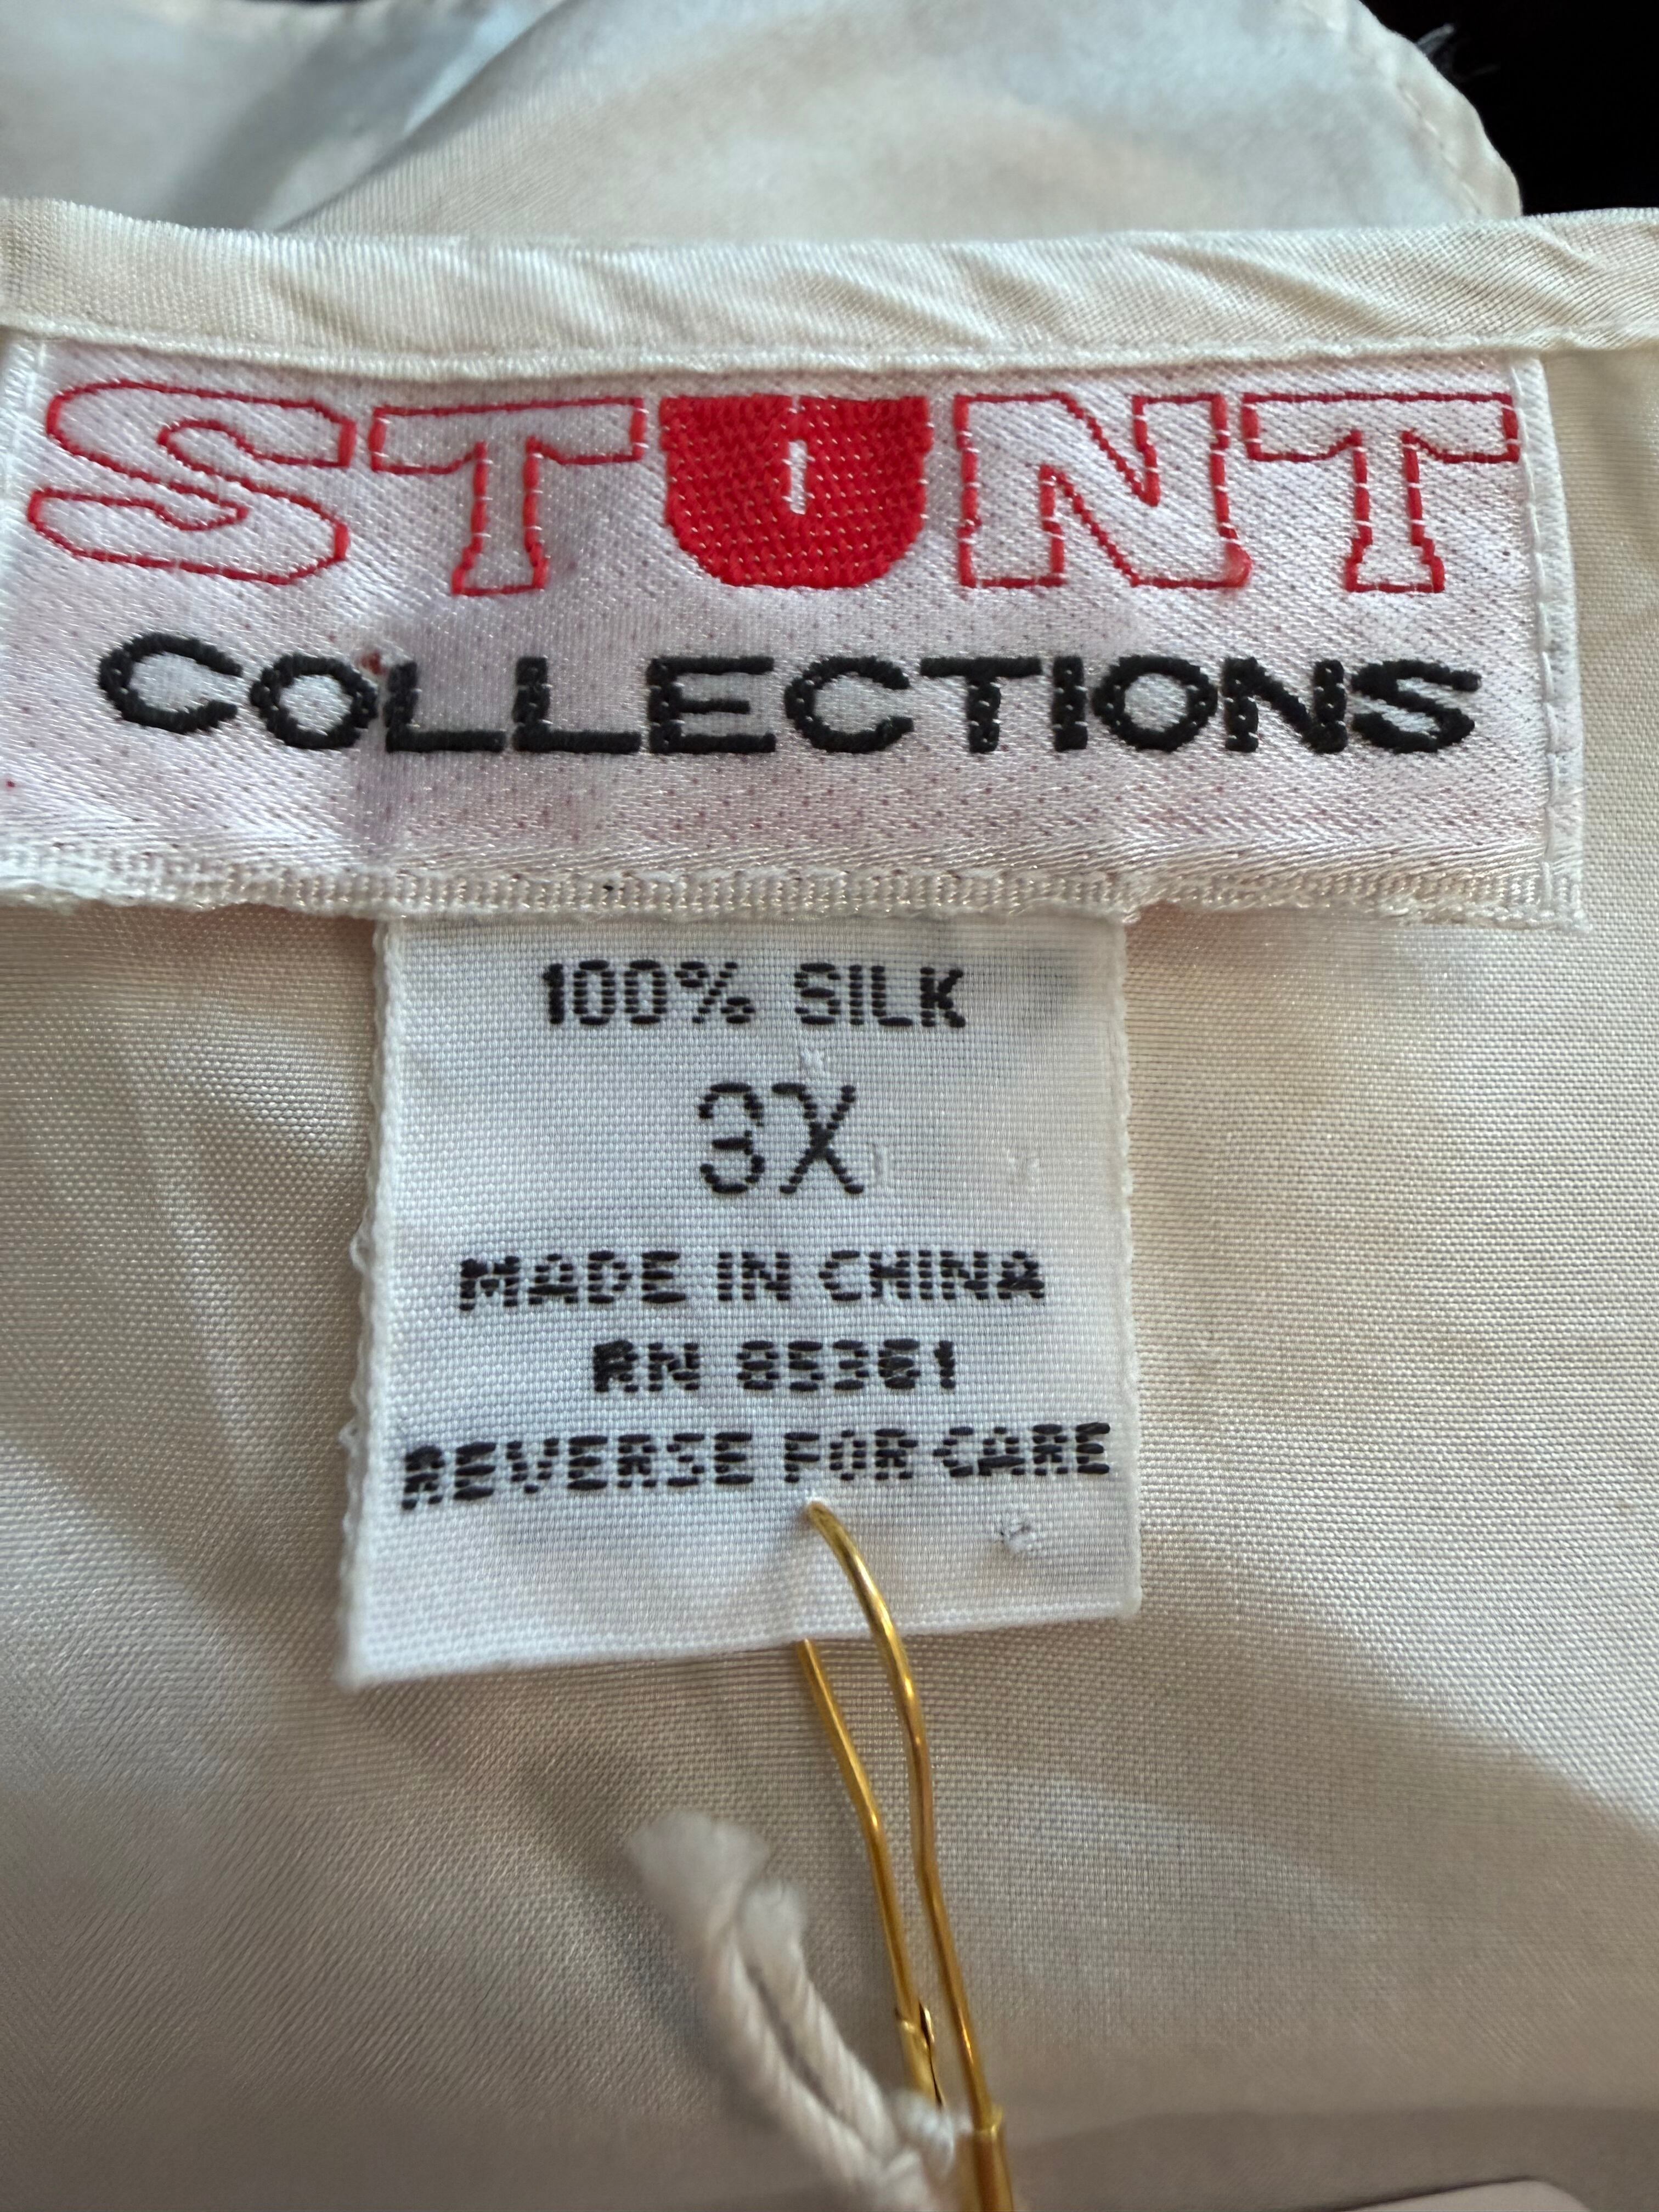 STUNT
COLLECTIONS
100% SILK
3X
MADE IN CHINA
RN 85361
REVERSE FOR CARE